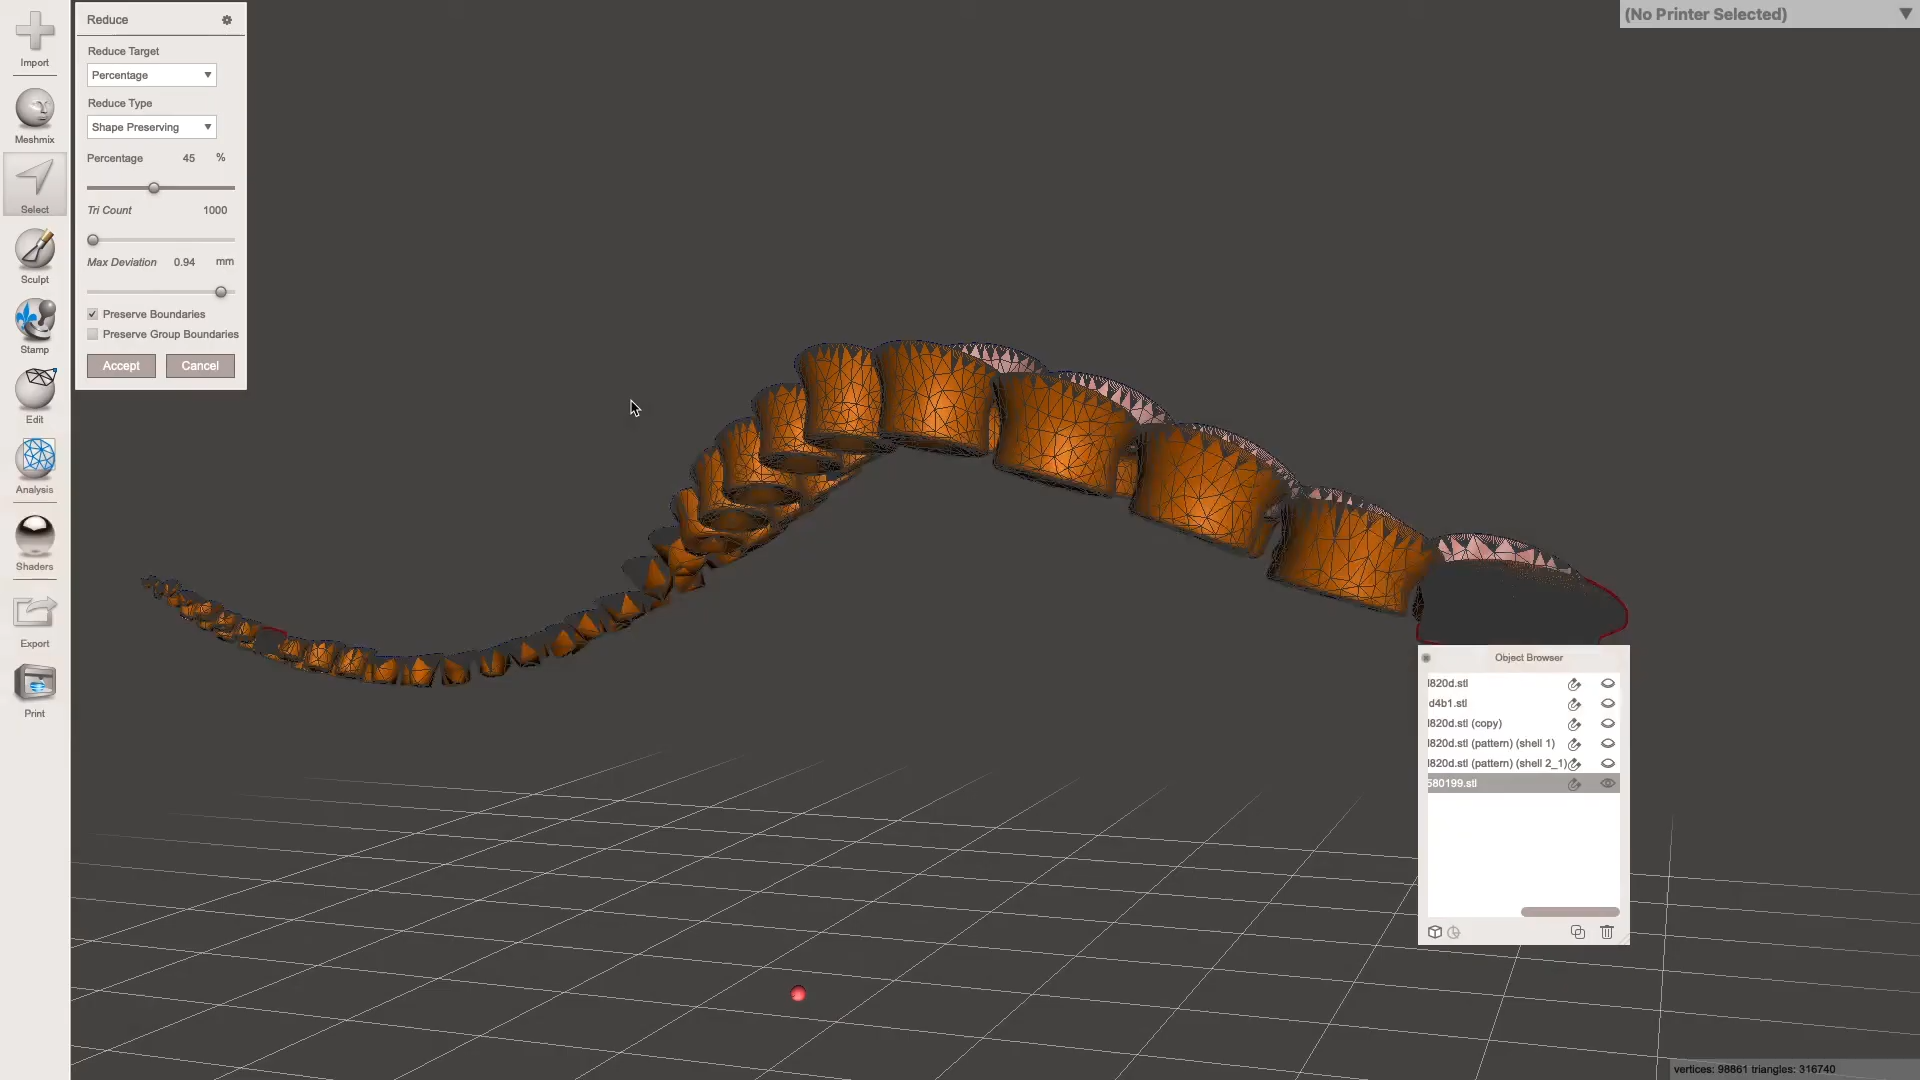 Import
Meshmix
Select
Sculpt
Stamp
Edit
Analysis
Shaders
Export
Print
Reduce
Reduce Target
Percentage
Reduce Type
Shape Preserving
Percentage 45 %
Tri Count 1000
Max Deviation 0.94 mm
Preserve Boundaries
Preserve Group Boundaries
Accept Cancel
(No Printer Selected)
Object Browser
l820d.stl
d4b1.stl
l820d.stl (copy)
l820d.stl (pattern) (shell 1)
l820d.stl (pattern) (shell 2_1)
580199.stl
vertices: 98861 triangles: 316740